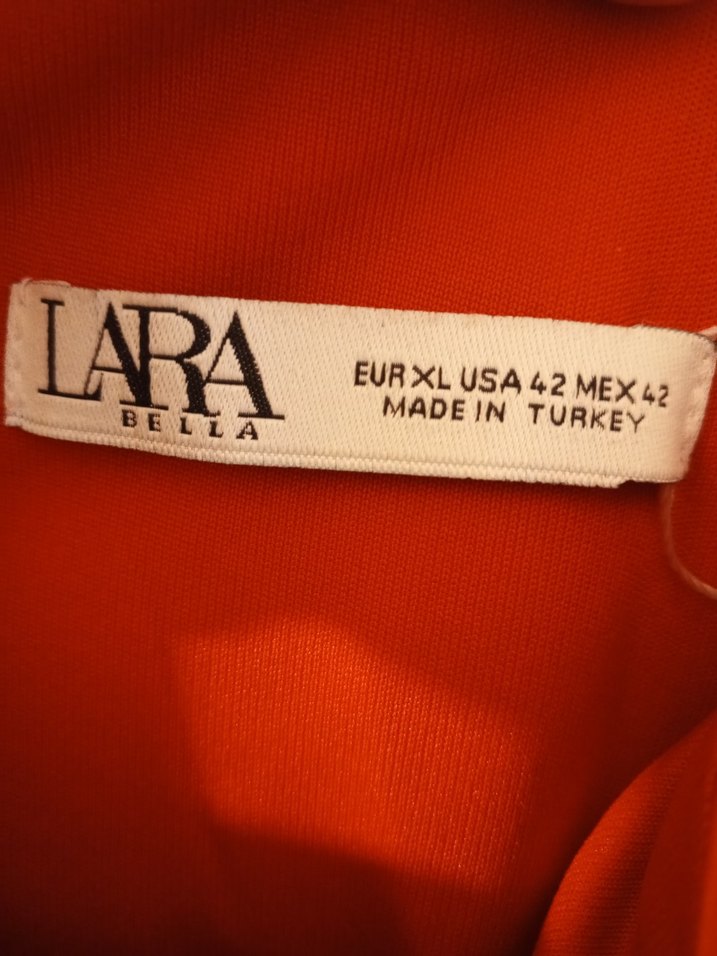 LARA
BELLA
EUR XL USA 42 MEX 42
MADE IN TURKEY